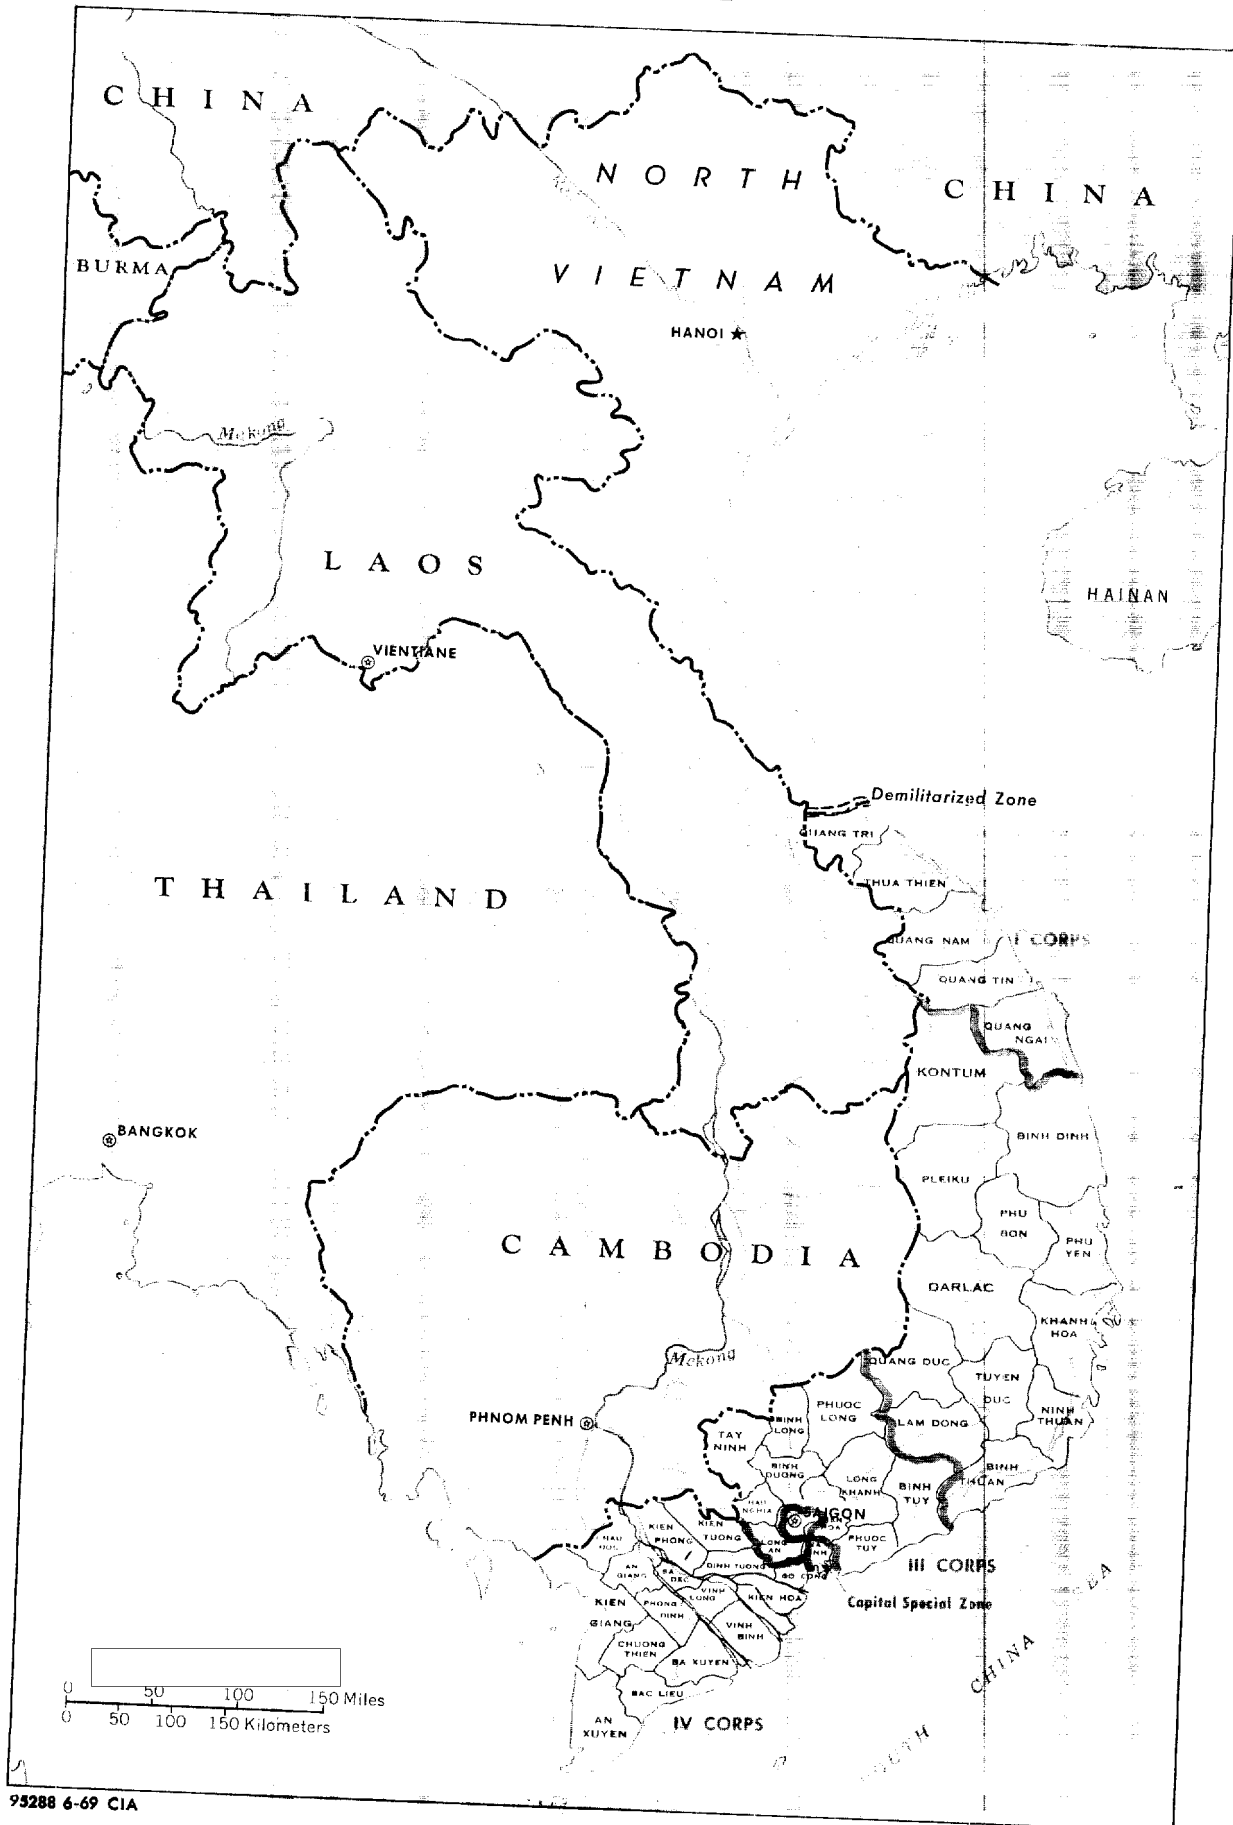 CHINA
NORTH
CHINA
BURMA
VIETNAM
HANOI
Mekong
LAOS
HAINAN
VIENTIANE
Demilitarized Zone
QUANG TRI
THUA THIEN
THAILAND
QUANG NAM
I CORPS
QUANG TIN
QUANG
NGAI
KONTUM
BANGKOK
BINH DINH
PLEIKU
PHU
BON
PHU
YEN
CAMBODIA
DARLAC
KHANH
HOA
Mekong
QUANG DUC
TUYEN
DUC
PHUOC
LONG
NINH
THUAN
PHNOM PENH
BINH
LONG
LAM DONG
TAY
NINH
BINH
DUONG
BINH
THUAN
LONG
KHANH
BINH
TUY
HAU
NGHIA
SAIGON
KIEN
PHONG
KIEN
TUONG
LONG
AN
PHUOC
TUY
III CORPS
AN
GIANG
SA
DEC
DINH TUONG
GO CONG
Capital Special Zone
KIEN
GIANG
PHONG
DINH
VINH
LONG
KIEN HOA
VINH
BINH
CHUONG
THIEN
BA XUYEN
BAC LIEU
AN
XUYEN
IV CORPS
CHINA
0 50 100 150 Miles
0 50 100 150 Kilometers
95288 6-69 CIA